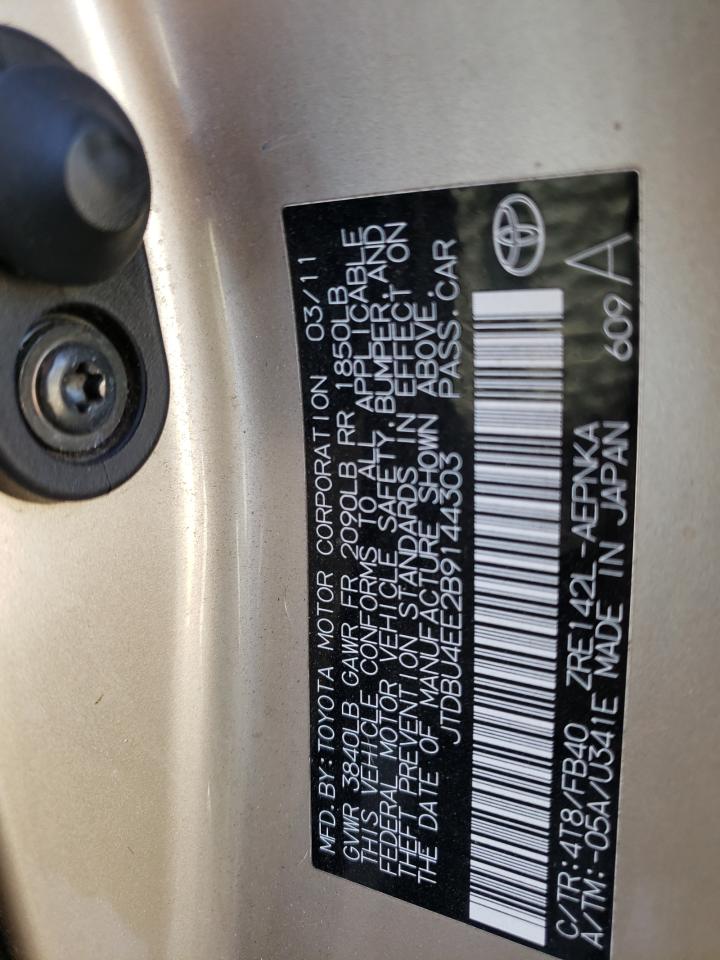 MFD. BY: TOYOTA MOTOR CORPORATION 03/11
GVWR 3840LB GAWR FR 2090LB RR 1850LB
THIS VEHICLE CONFORMS TO ALL APPLICABLE
FEDERAL MOTOR VEHICLE SAFETY, BUMPER, AND
THEFT PREVENTION STANDARDS IN EFFECT ON
THE DATE OF MANUFACTURE SHOWN ABOVE.
JTDBU4EE2B9144303 PASS. CAR
C/TR: 4T8/FB40 ZRE142L-AEPNKA 609 A
A/TM: -05A/U341E MADE IN JAPAN